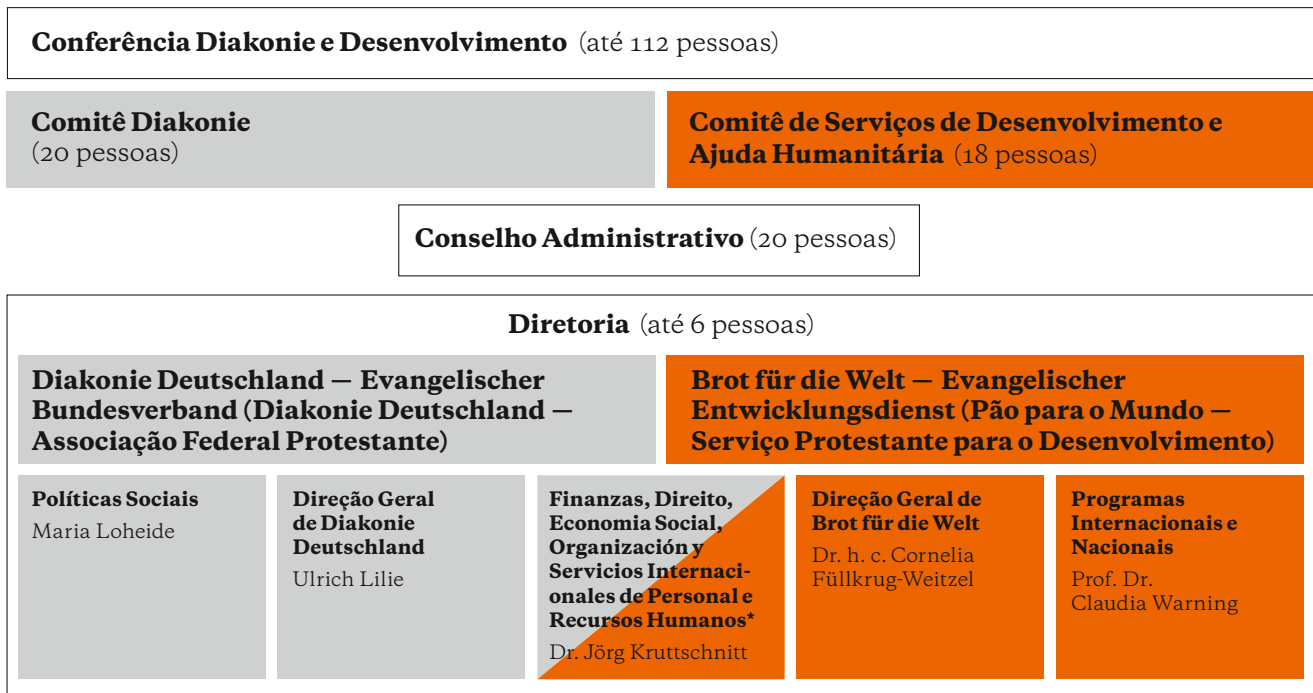 Conferência Diakonie e Desenvolvimento (até 112 pessoas)
Comitê Diakonie
(20 pessoas)
Comitê de Serviços de Desenvolvimento e
Ajuda Humanitária (18 pessoas)
Conselho Administrativo (20 pessoas)
Diretoria (até 6 pessoas)
Diakonie Deutschland — Evangelischer
Bundesverband (Diakonie Deutschland —
Associação Federal Protestante)
Brot für die Welt — Evangelischer
Entwicklungsdienst (Pão para o Mundo —
Serviço Protestante para o Desenvolvimento)
Políticas Sociais
Maria Loheide
Direção Geral
de Diakonie
Deutschland
Ulrich Lilie
Finanzas, Direito,
Economia Social,
Organización y
Servicios Internaci-
onales de Personal e
Recursos Humanos*
Dr. Jörg Kruttschnitt
Direção Geral de
Brot für die Welt
Dr. h. c. Cornelia
Füllkrug-Weitzel
Programas
Internacionais e
Nacionais
Prof. Dr.
Claudia Warning